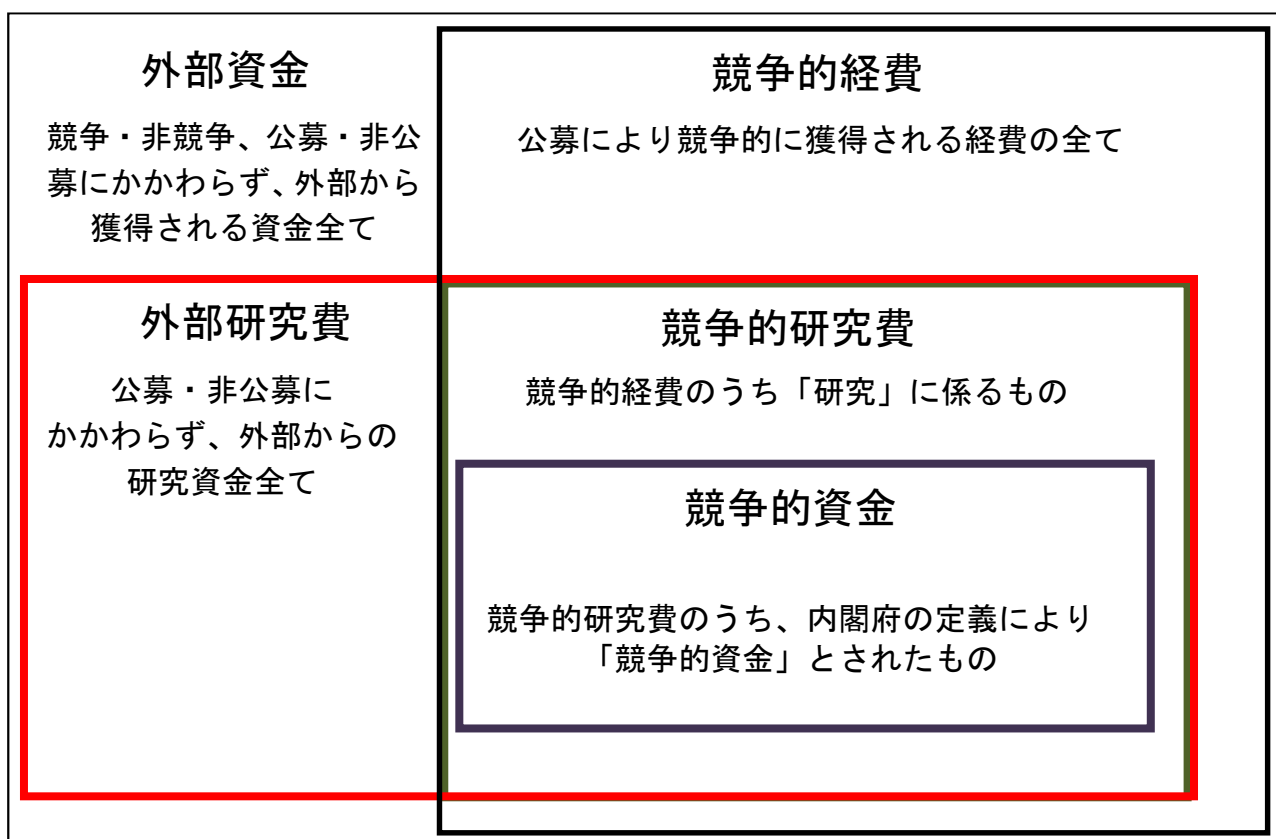 外部資金
競争・非競争、公募・非公
募にかかわらず、外部から
獲得される資金全て
競争的経費
公募により競争的に獲得される経費の全て
外部研究費
公募・非公募に
かかわらず、外部からの
研究資金全て
競争的研究費
競争的経費のうち「研究」に係るもの
競争的資金
競争的研究費のうち、内閣府の定義により
「競争的資金」とされたもの